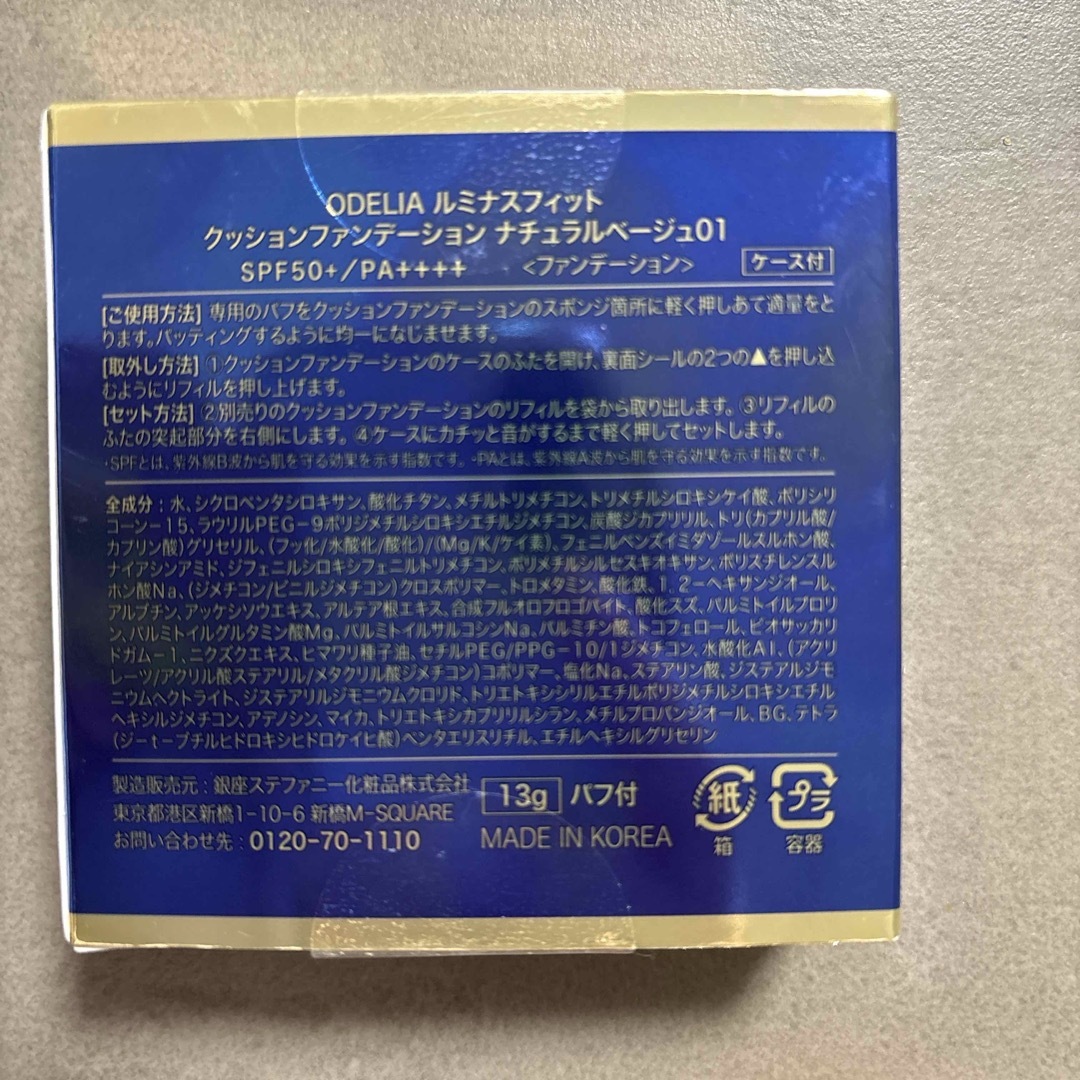 ODELIA ルミナスフィット
クッションファンデーション ナチュラルベージュ01
SPF50+/PA++++ <ファンデーション> ケース付
[ご使用方法] 専用のパフをクッションファンデーションのスポンジ箇所に軽く押しあて適量をと
ります。パッティングするように均一になじませます。
[取外し方法] ①クッションファンデーションのケースのふたを開け、裏面シールの2つの▲を押し込
むようにリフィルを押し上げます。
[セット方法] ②別売りのクッションファンデーションのリフィルを袋から取り出します。③リフィルの
ふたの突起部分を右側にします。④ケースにカチッと音がするまで軽く押してセットします。
・SPFとは、紫外線B波から肌を守る効果を示す指数です。・PAとは、紫外線A波から肌を守る効果を示す指数です。
全成分：水、シクロペンタシロキサン、酸化チタン、メチルトリメチコン、トリメチルシロキシケイ酸、ポリシリ
コーン-15、ラウリルPEG-9ポリジメチルシロキシエチルジメチコン、炭酸ジカプリリル、トリ(カプリル酸/
カプリン酸)グリセリル、(フッ化/水酸化/酸化)/(Mg/K/ケイ素)、フェニルベンズイミダゾールスルホン酸、
ナイアシンアミド、ジフェニルシロキシフェニルトリメチコン、ポリメチルシルセスキオキサン、ポリスチレンスル
ホン酸Na、(ジメチコン/ビニルジメチコン)クロスポリマー、トロメタミン、酸化鉄、1,2-ヘキサンジオール、
アルブチン、アッケシソウエキス、アルテア根エキス、合成フルオロフロゴパイト、酸化スズ、パルミトイルプロリ
ン、パルミトイルグルタミン酸Mg、パルミトイルサルコシンNa、パルミチン酸、トコフェロール、ビオサッカリ
ドガム-1、ニクズクエキス、ヒマワリ種子油、セチルPEG/PPG-10/1ジメチコン、水酸化Al、(アクリ
レーツ/アクリル酸ステアリル/メタクリル酸ジメチコン)コポリマー、塩化Na、ステアリン酸、ジステアルジモ
ニウムヘクトライト、ジステアリルジモニウムクロリド、トリエトキシシリルエチルポリジメチルシロキシエチル
ヘキシルジメチコン、アデノシン、マイカ、トリエトキシカプリリルシラン、メチルプロパンジオール、BG、テトラ
(ジ-t-ブチルヒドロキシヒドロケイヒ酸)ペンタエリスリチル、エチルヘキシルグリセリン
製造販売元：銀座ステファニー化粧品株式会社
東京都港区新橋1-10-6 新橋M-SQUARE
お問い合わせ先：0120-70-1110
13g パフ付
MADE IN KOREA
紙 プラ
箱 容器